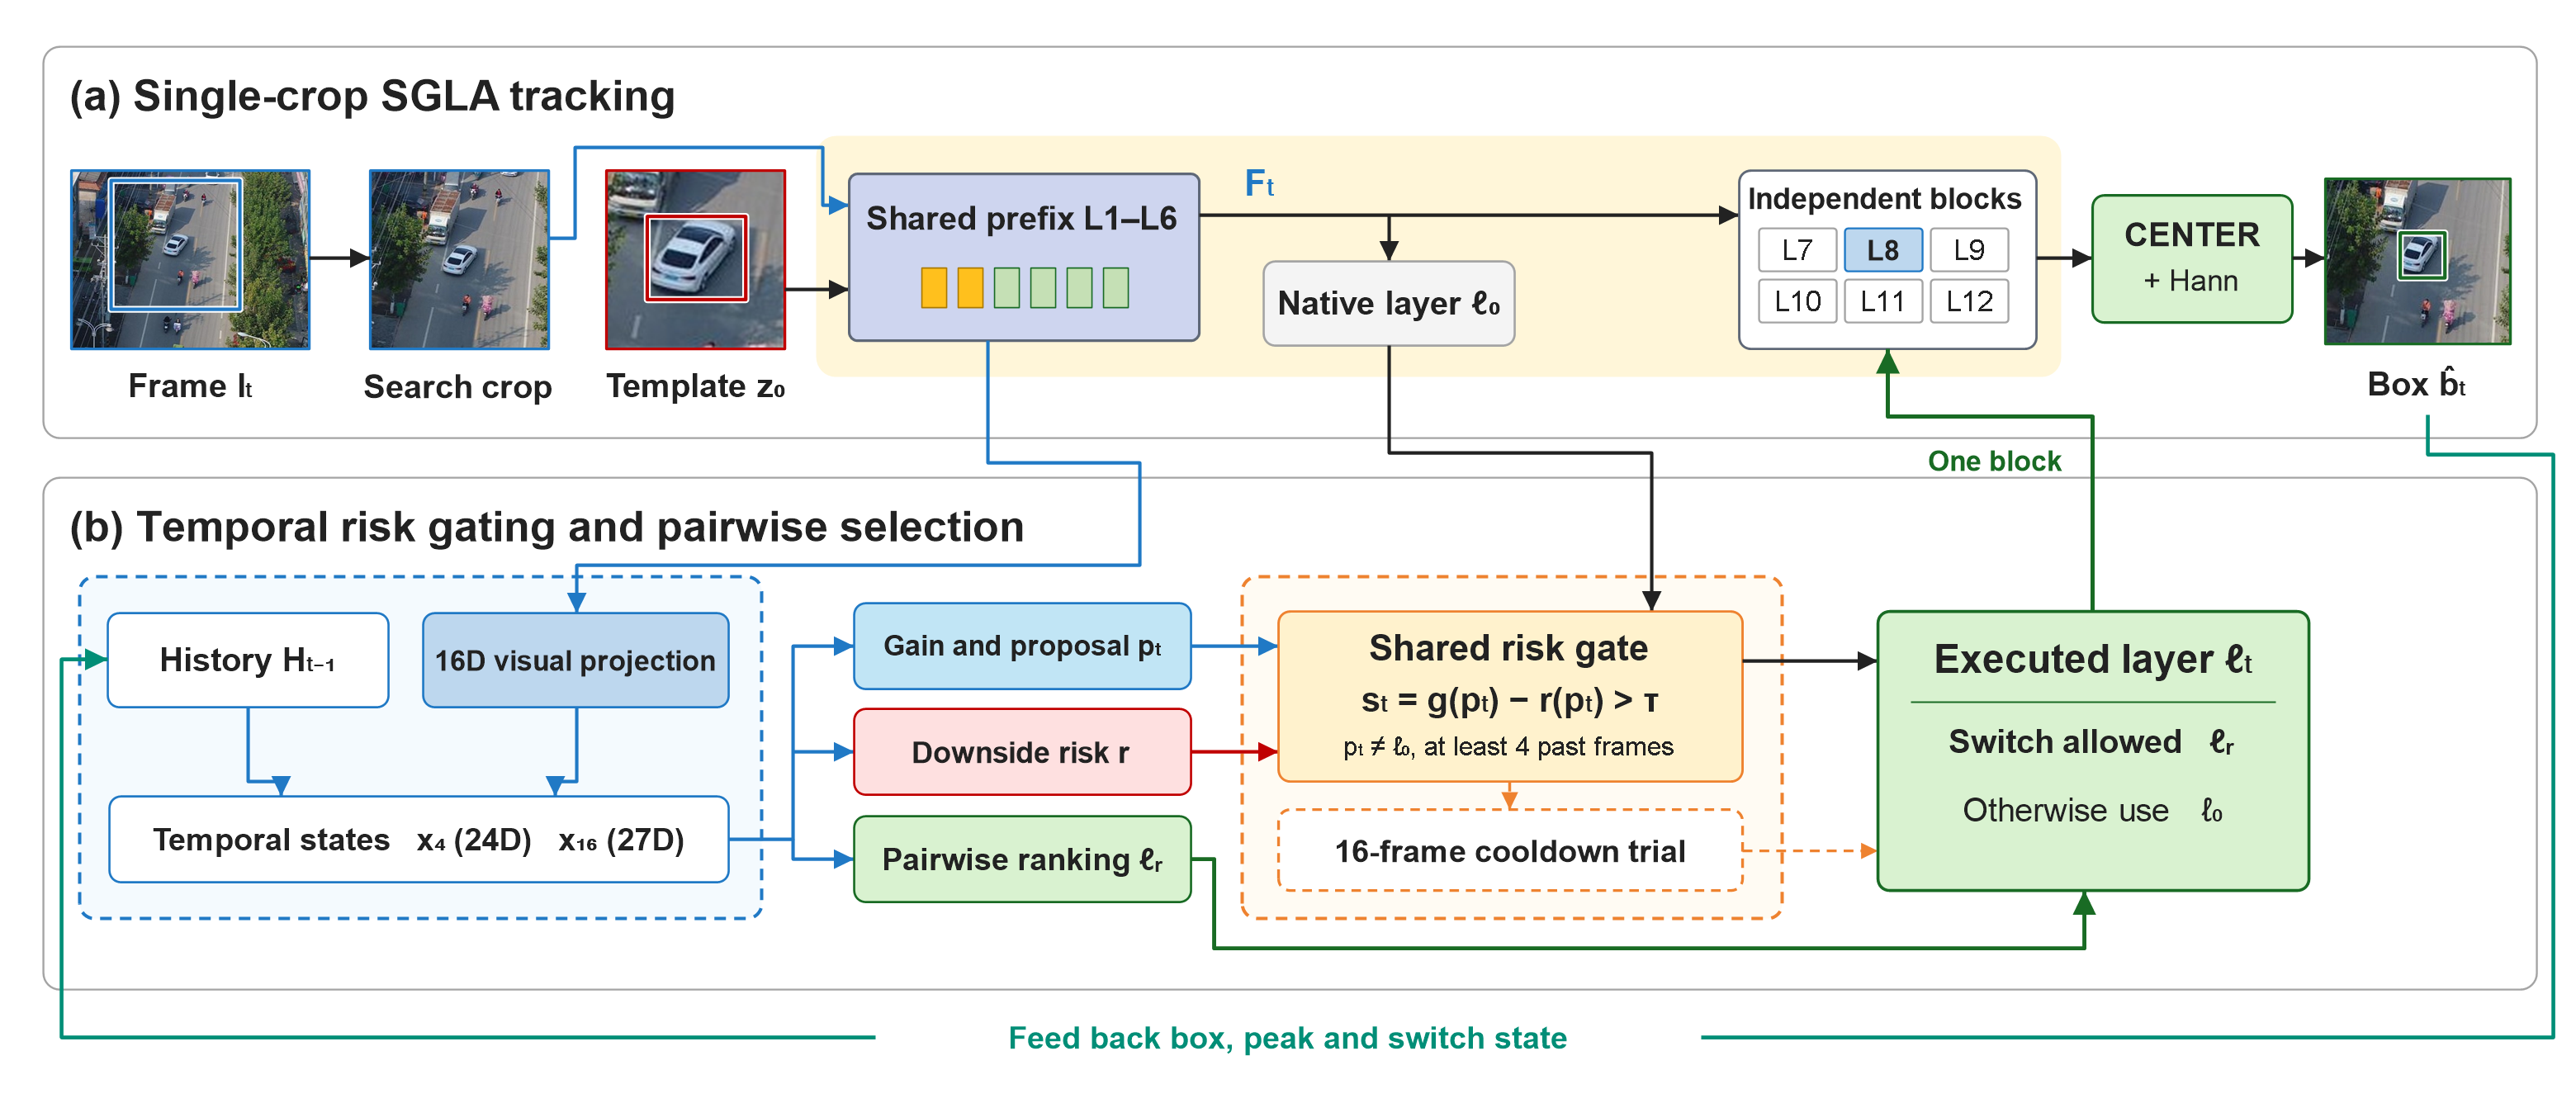 (a) Single-crop SGLA tracking
Frame Iₜ
Search crop
Template z₀
Shared prefix L1–L6
Fₜ
Native layer ℓ₀
Independent blocks
L7 L8 L9
L10 L11 L12
CENTER
+ Hann
Box b̂ₜ
One block
(b) Temporal risk gating and pairwise selection
History Hₜ₋₁
16D visual projection
Temporal states x₄ (24D) x₁₆ (27D)
Gain and proposal pₜ
Downside risk r
Pairwise ranking ℓᵣ
Shared risk gate
sₜ = g(pₜ) − r(pₜ) > τ
pₜ ≠ ℓ₀, at least 4 past frames
16-frame cooldown trial
Executed layer ℓₜ
Switch allowed ℓᵣ
Otherwise use ℓ₀
Feed back box, peak and switch state